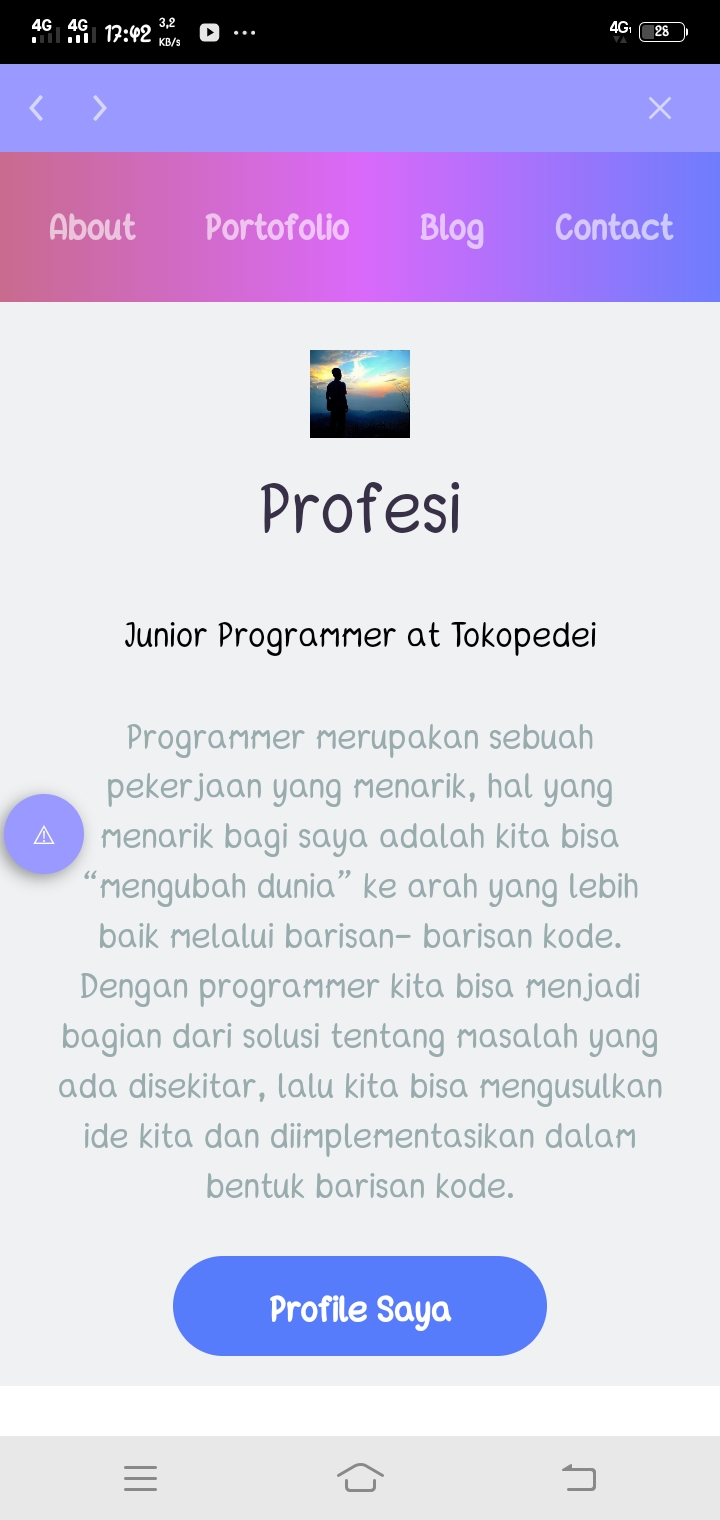 4G 4G 17:42 3,2 KB/s 4G 28
About Portofolio Blog Contact
Profesi
Junior Programmer at Tokopedei
Programmer merupakan sebuah
pekerjaan yang menarik, hal yang
menarik bagi saya adalah kita bisa
“mengubah dunia” ke arah yang lebih
baik melalui barisan- barisan kode.
Dengan programmer kita bisa menjadi
bagian dari solusi tentang masalah yang
ada disekitar, lalu kita bisa mengusulkan
ide kita dan diimplementasikan dalam
bentuk barisan kode.
Profile Saya